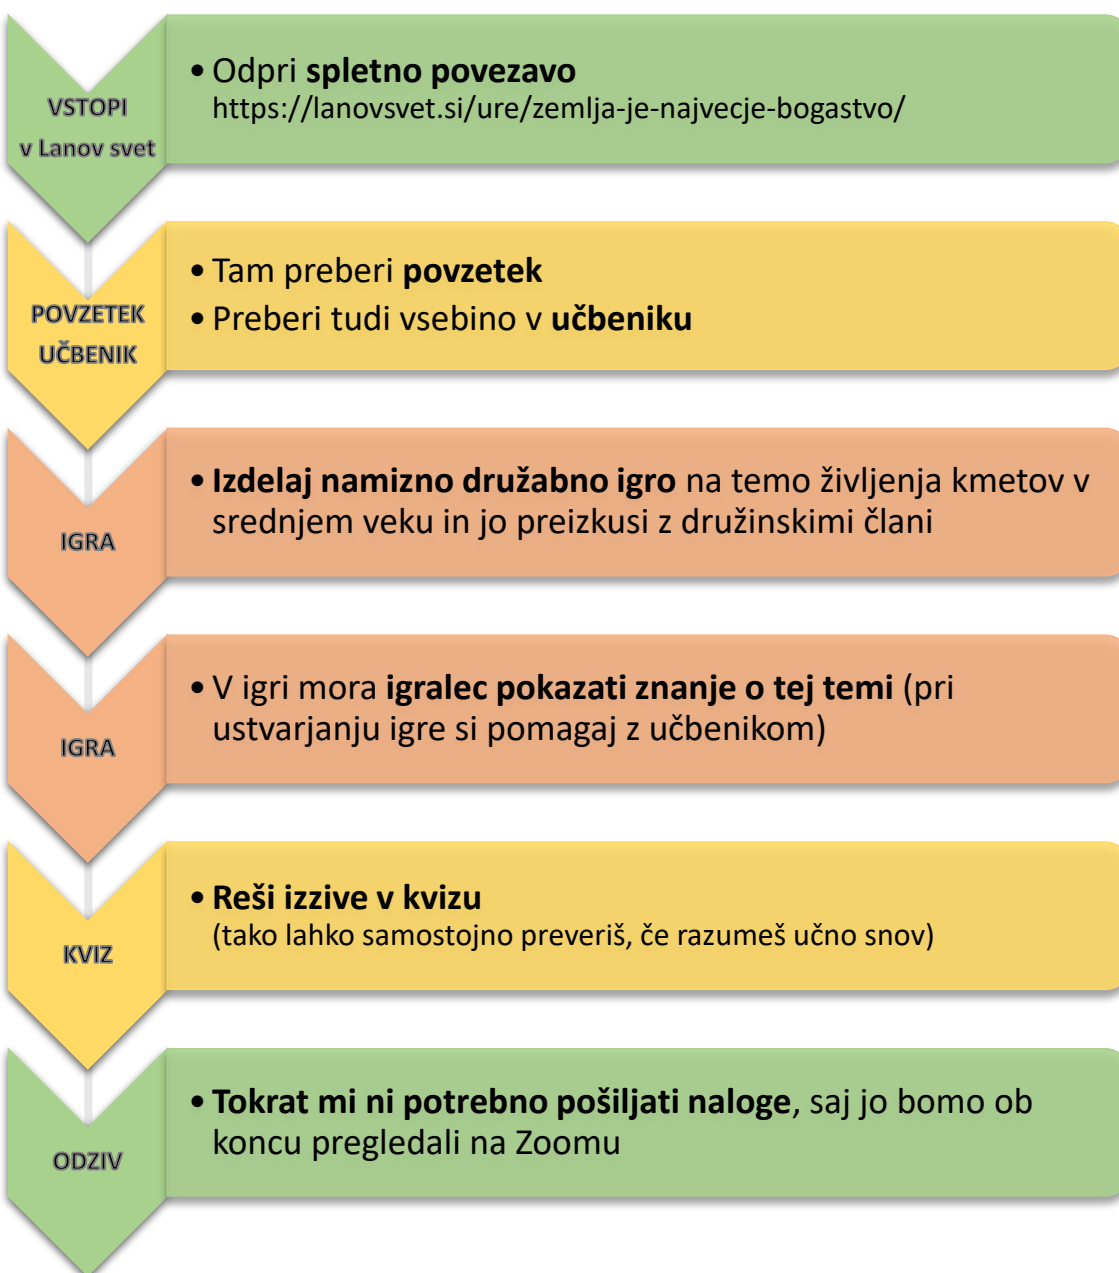 VSTOPI
v Lanov svet
• Odpri spletno povezavo
https://lanovsvet.si/ure/zemlja-je-najvecje-bogastvo/
POVZETEK
UČBENIK
• Tam preberi povzetek
• Preberi tudi vsebino v učbeniku
IGRA
• Izdelaj namizno družabno igro na temo življenja kmetov v
srednjem veku in jo preizkusi z družinskimi člani
IGRA
• V igri mora igralec pokazati znanje o tej temi (pri
ustvarjanju igre si pomagaj z učbenikom)
KVIZ
• Reši izzive v kvizu
(tako lahko samostojno preveriš, če razumeš učno snov)
ODZIV
• Tokrat mi ni potrebno pošiljati naloge, saj jo bomo ob
koncu pregledali na Zoomu